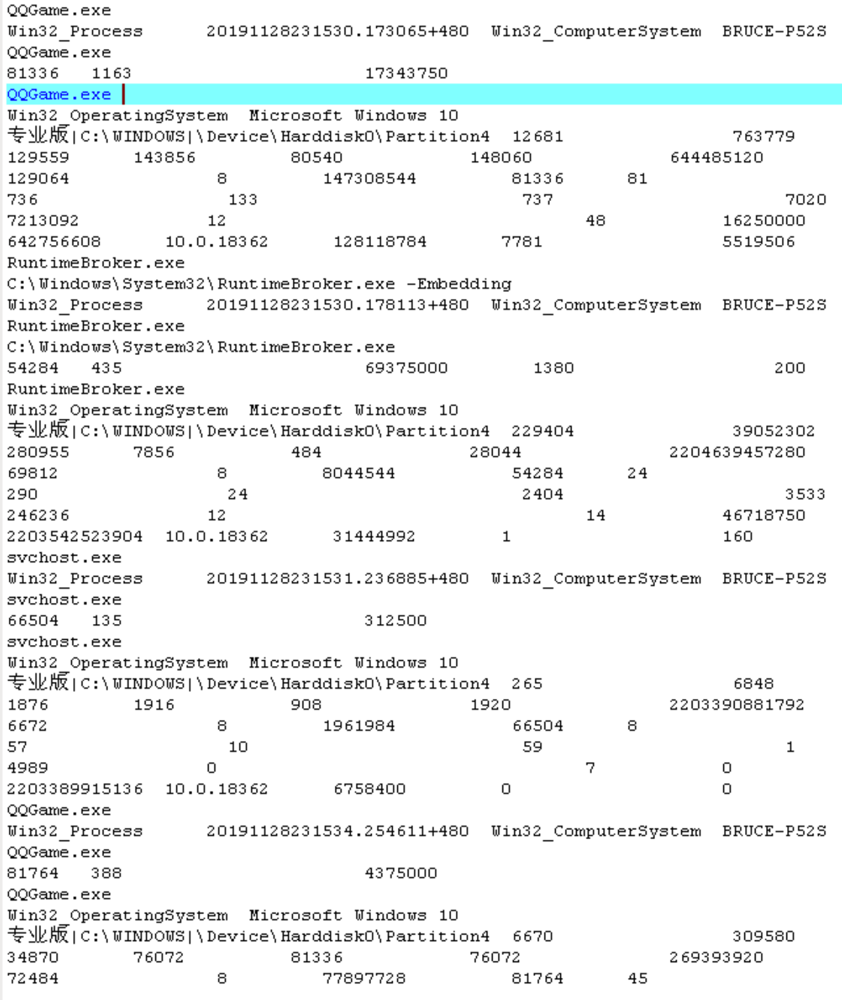 QQGame.exe
Win32_Process 20191128231530.173065+480 Win32_ComputerSystem BRUCE-P52S
QQGame.exe
81336 1163 17343750
QQGame.exe
Win32_OperatingSystem Microsoft Windows 10
专业版|C:\WINDOWS|\Device\Harddisk0\Partition4 12681 763779
129559 143856 80540 148060 644485120
129064 8 147308544 81336 81
736 133 737 7020
7213092 12 48 16250000
642756608 10.0.18362 128118784 7781 5519506
RuntimeBroker.exe
C:\Windows\System32\RuntimeBroker.exe -Embedding
Win32_Process 20191128231530.178113+480 Win32_ComputerSystem BRUCE-P52S
RuntimeBroker.exe
C:\Windows\System32\RuntimeBroker.exe
54284 435 69375000 1380 200
RuntimeBroker.exe
Win32_OperatingSystem Microsoft Windows 10
专业版|C:\WINDOWS|\Device\Harddisk0\Partition4 229404 39052302
280955 7856 484 28044 2204639457280
69812 8 8044544 54284 24
290 24 2404 3533
246236 12 14 46718750
2203542523904 10.0.18362 31444992 1 160
svchost.exe
Win32_Process 20191128231531.236885+480 Win32_ComputerSystem BRUCE-P52S
svchost.exe
66504 135 312500
svchost.exe
Win32_OperatingSystem Microsoft Windows 10
专业版|C:\WINDOWS|\Device\Harddisk0\Partition4 265 6848
1876 1916 908 1920 2203390881792
6672 8 1961984 66504 8
57 10 59 1
4989 0 7 0
2203389915136 10.0.18362 6758400 0 0
QQGame.exe
Win32_Process 20191128231534.254611+480 Win32_ComputerSystem BRUCE-P52S
QQGame.exe
81764 388 4375000
QQGame.exe
Win32_OperatingSystem Microsoft Windows 10
专业版|C:\WINDOWS|\Device\Harddisk0\Partition4 6670 309580
34870 76072 81336 76072 269393920
72484 8 77897728 81764 45